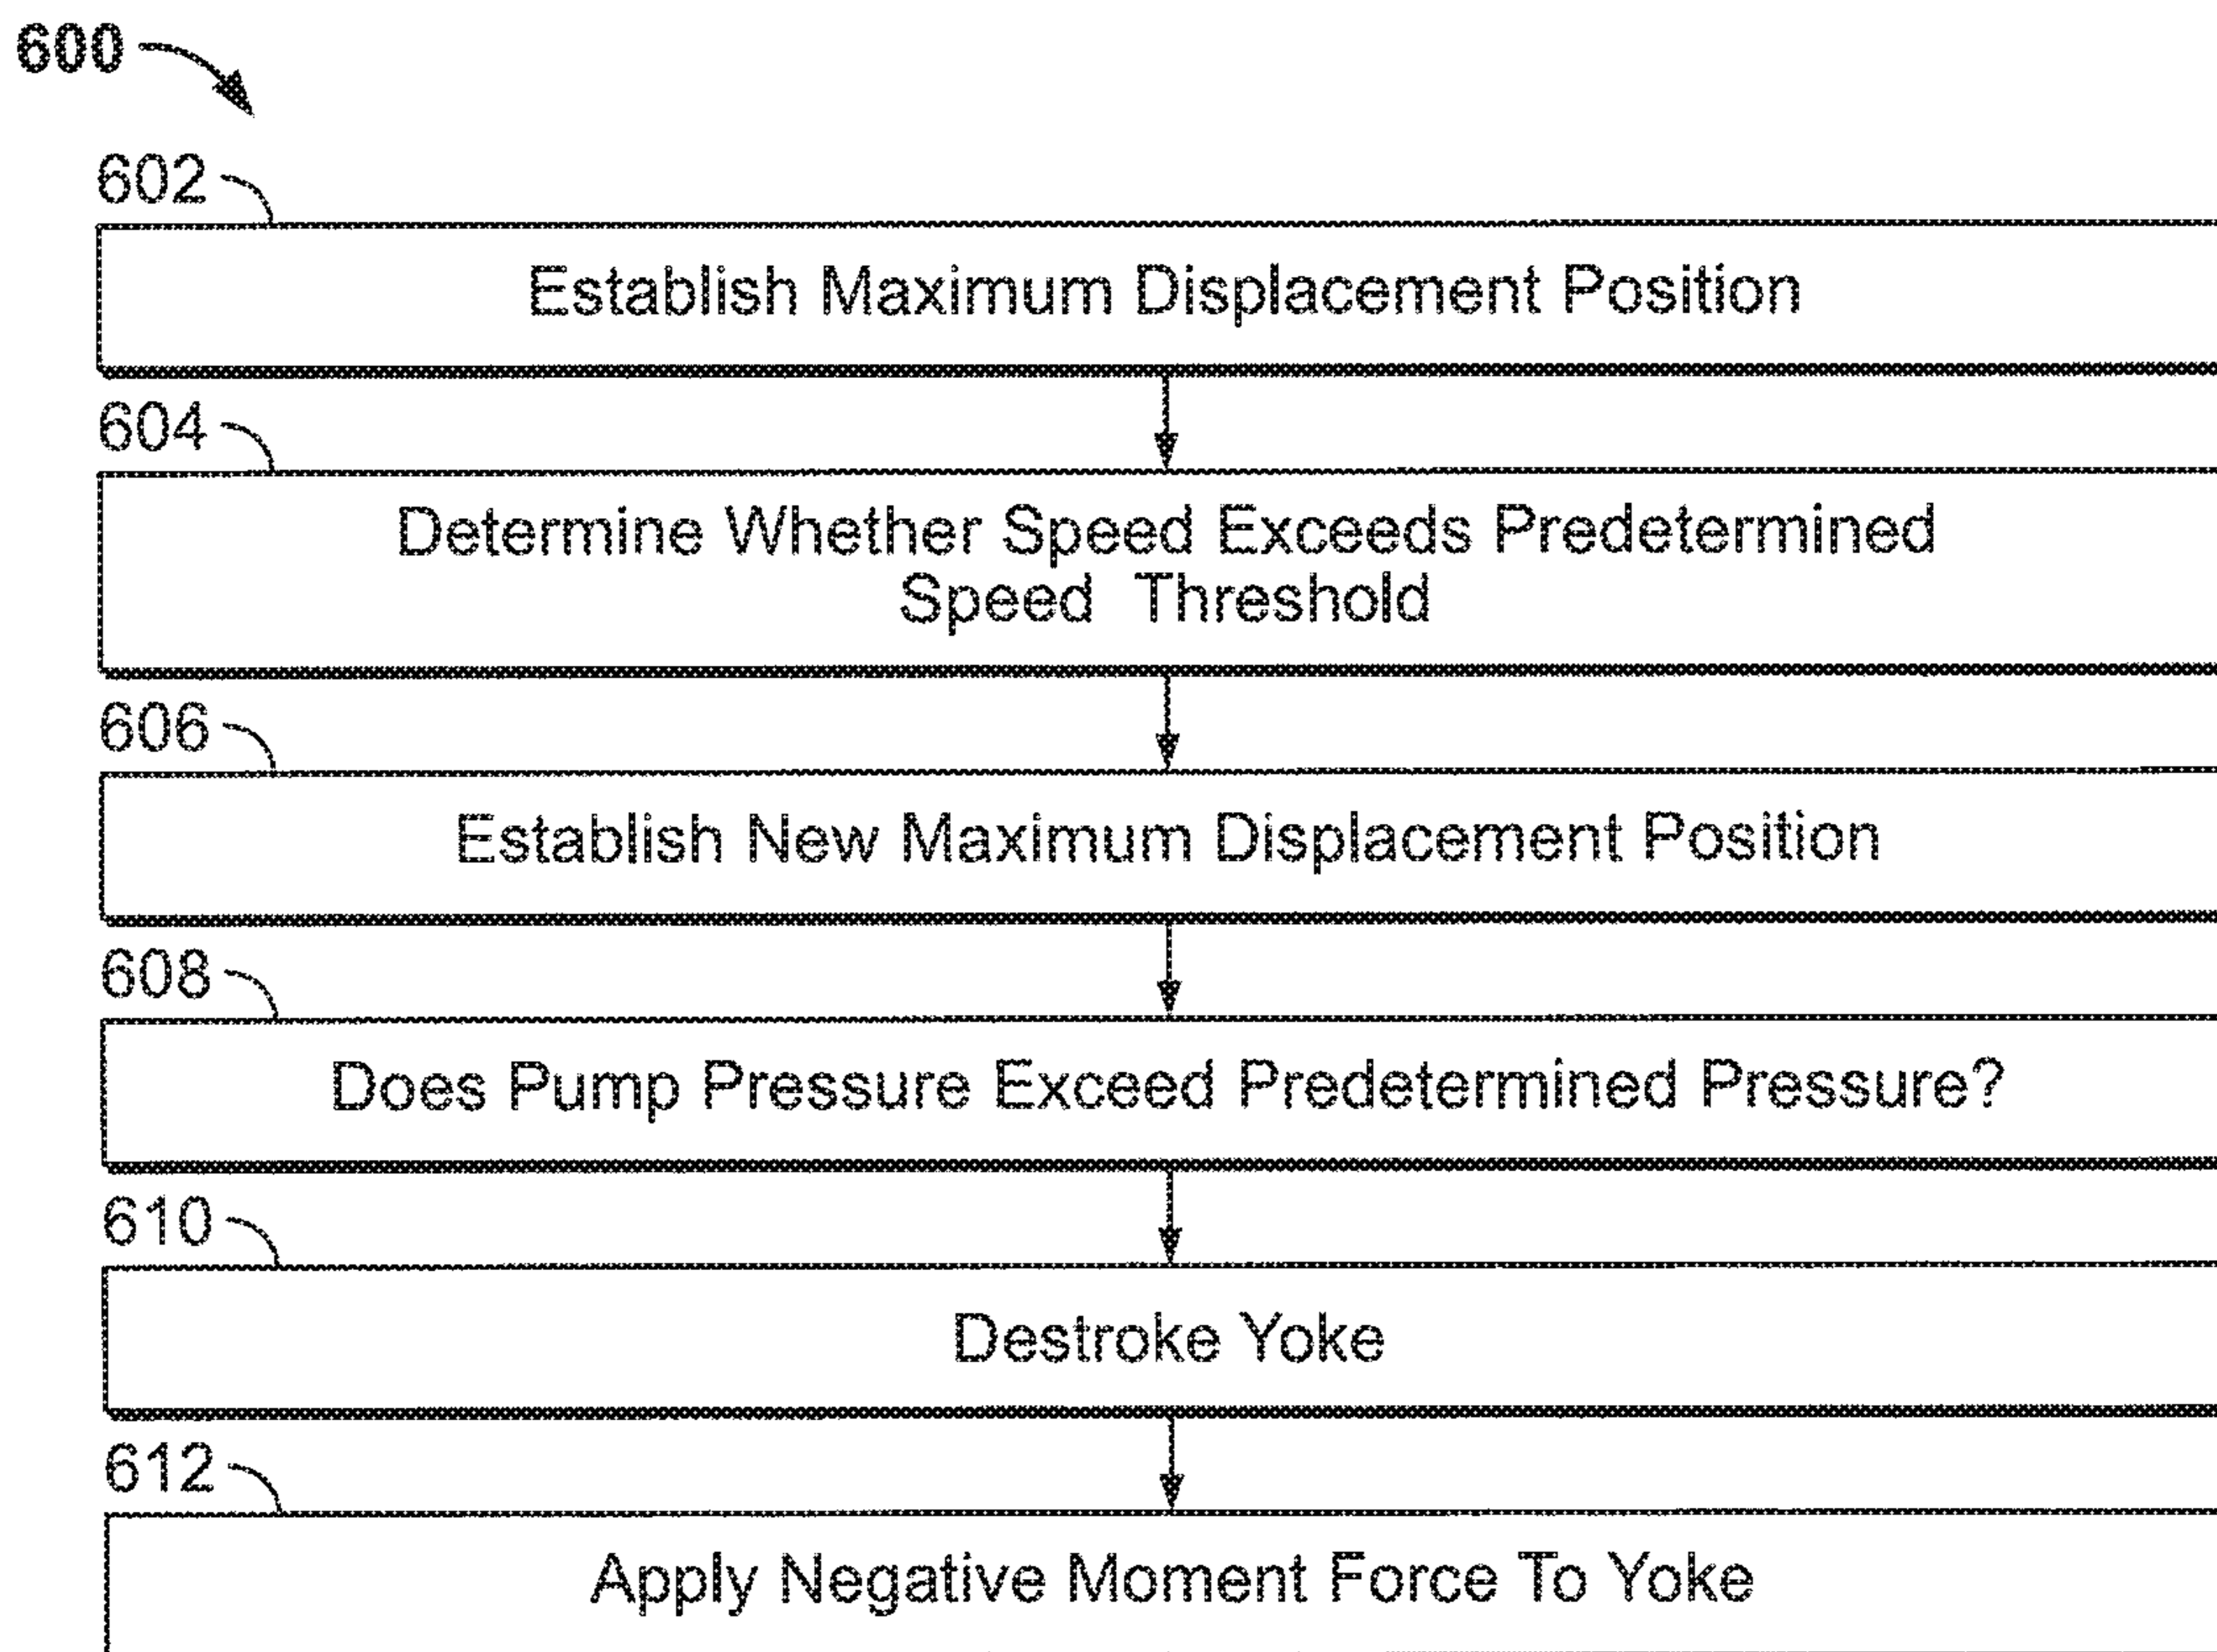 600
602
Establish Maximum Displacement Position
604
Determine Whether Speed Exceeds Predetermined
Speed Threshold
606
Establish New Maximum Displacement Position
608
Does Pump Pressure Exceed Predetermined Pressure?
610
Destroke Yoke
612
Apply Negative Moment Force To Yoke